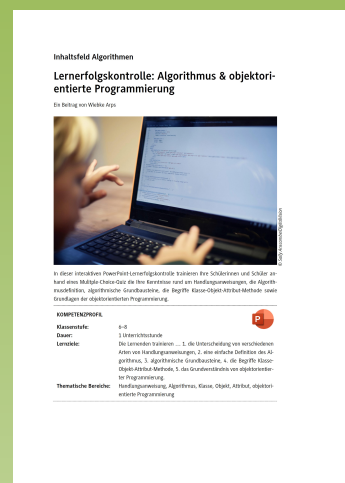 Inhaltsfeld Algorithmen
Lernerfolgskontrolle: Algorithmus & objektori-
entierte Programmierung
Ein Beitrag von Wiebke Arps
In dieser interaktiven PowerPoint-Lernerfolgskontrolle trainieren Ihre Schülerinnen und Schüler an-
hand eines Multiple-Choice-Quiz die Ihre Kenntnisse rund um Handlungsanweisungen, die Algorith-
musdefinition, algorithmische Grundbausteine, die Begriffe Klasse-Objekt-Attribut-Methode sowie
Grundlagen der objektorientierten Programmierung.
KOMPETENZPROFIL
Klassenstufe: 6–8
Dauer: 1 Unterrichtsstunde
Lernziele: Die Lernenden trainieren … 1. die Unterscheidung von verschiedenen
Arten von Handlungsanweisungen, 2. eine einfache Definition des Al-
gorithmus, 3. algorithmische Grundbausteine, 4. die Begriffe Klasse-
Objekt-Attribut-Methode, 5. das Grundverständnis von objektorientier-
ter Programmierung
Thematische Bereiche: Handlungsanweisung, Algorithmus, Klasse, Objekt, Attribut, objektori-
entierte Programmierung
P